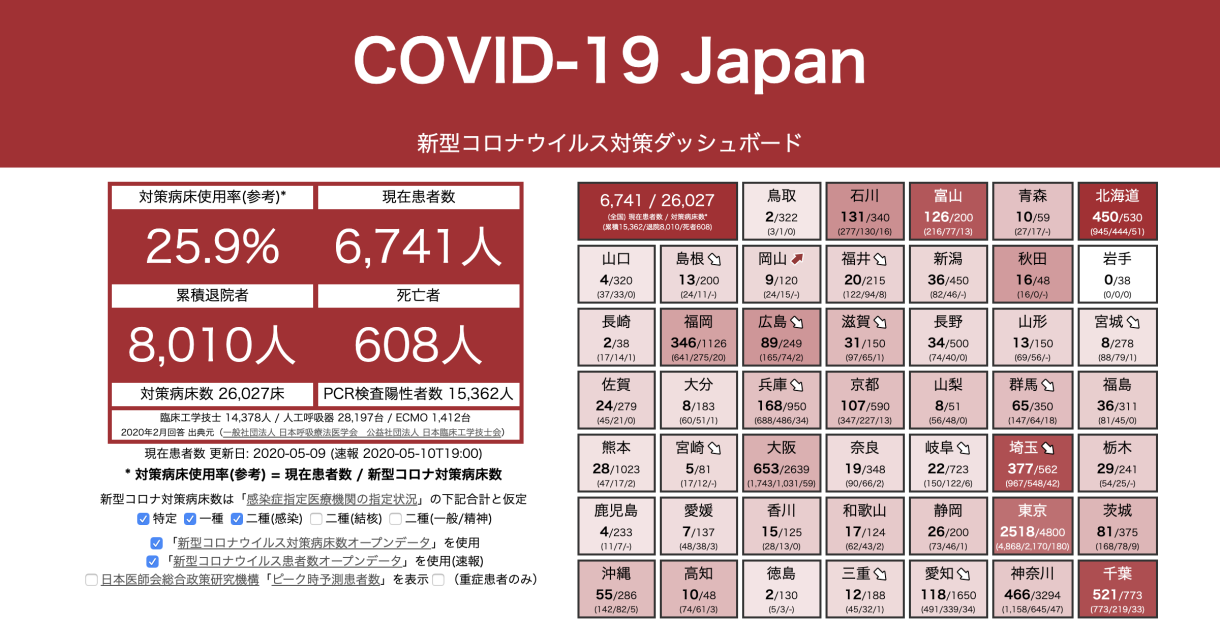 COVID-19 Japan
新型コロナウイルス対策ダッシュボード
対策病床使用率(参考)*
現在患者数
25.9%
6,741人
累積退院者
死亡者
8,010人
608人
対策病床数 26,027床
PCR検査陽性者数 15,362人
臨床工学技士 14,378人 / 人工呼吸器 28,197台 / ECMO 1,412台
2020年2月回答 出典元（一般社団法人 日本呼吸療法医学会　公益社団法人 日本臨床工学技士会）
現在患者数 更新日: 2020-05-09 (速報 2020-05-10T19:00)
* 対策病床使用率(参考) = 現在患者数 / 新型コロナ対策病床数
新型コロナ対策病床数は「感染症指定医療機関の指定状況」の下記合計と仮定
特定 一種 二種(感染) 二種(結核) 二種(一般/精神)
「新型コロナウイルス対策病床数オープンデータ」を使用
「新型コロナウイルス患者数オープンデータ」を使用(速報)
日本医師会総合政策研究機構「ピーク時予測患者数」を表示 （重症患者のみ）
6,741 / 26,027
(全国) 現在患者数 / 対策病床数*
(累積15,362/退院8,010/死者608)
鳥取
2/322
(3/1/0)
石川
131/340
(277/130/16)
富山
126/200
(216/77/13)
青森
10/59
(27/17/-)
北海道
450/530
(945/444/51)
山口
4/320
(37/33/0)
島根
13/200
(24/11/-)
岡山
9/120
(24/15/-)
福井
20/215
(122/94/8)
新潟
36/450
(82/46/-)
秋田
16/48
(16/0/-)
岩手
0/38
(0/0/0)
長崎
2/38
(17/14/1)
福岡
346/1126
(641/275/20)
広島
89/249
(165/74/2)
滋賀
31/150
(97/65/1)
長野
34/500
(74/40/0)
山形
13/150
(69/56/-)
宮城
8/278
(88/79/1)
佐賀
24/279
(45/21/0)
大分
8/183
(60/51/1)
兵庫
168/950
(688/486/34)
京都
107/590
(347/227/13)
山梨
8/51
(56/48/0)
群馬
65/350
(147/64/18)
福島
36/311
(81/45/0)
熊本
28/1023
(47/17/2)
宮崎
5/81
(17/12/-)
大阪
653/2639
(1,743/1,031/59)
奈良
19/348
(90/66/2)
岐阜
22/723
(150/122/6)
埼玉
377/562
(967/548/42)
栃木
29/241
(54/25/-)
鹿児島
4/233
(11/7/-)
愛媛
7/137
(48/38/3)
香川
15/125
(28/13/0)
和歌山
17/124
(62/43/2)
静岡
26/200
(73/46/1)
東京
2518/4800
(4,868/2,170/180)
茨城
81/375
(168/78/9)
沖縄
55/286
(142/82/5)
高知
10/48
(74/61/3)
徳島
2/130
(5/3/-)
三重
12/188
(45/32/1)
愛知
118/1650
(491/339/34)
神奈川
466/3294
(1,158/645/47)
千葉
521/773
(773/219/33)